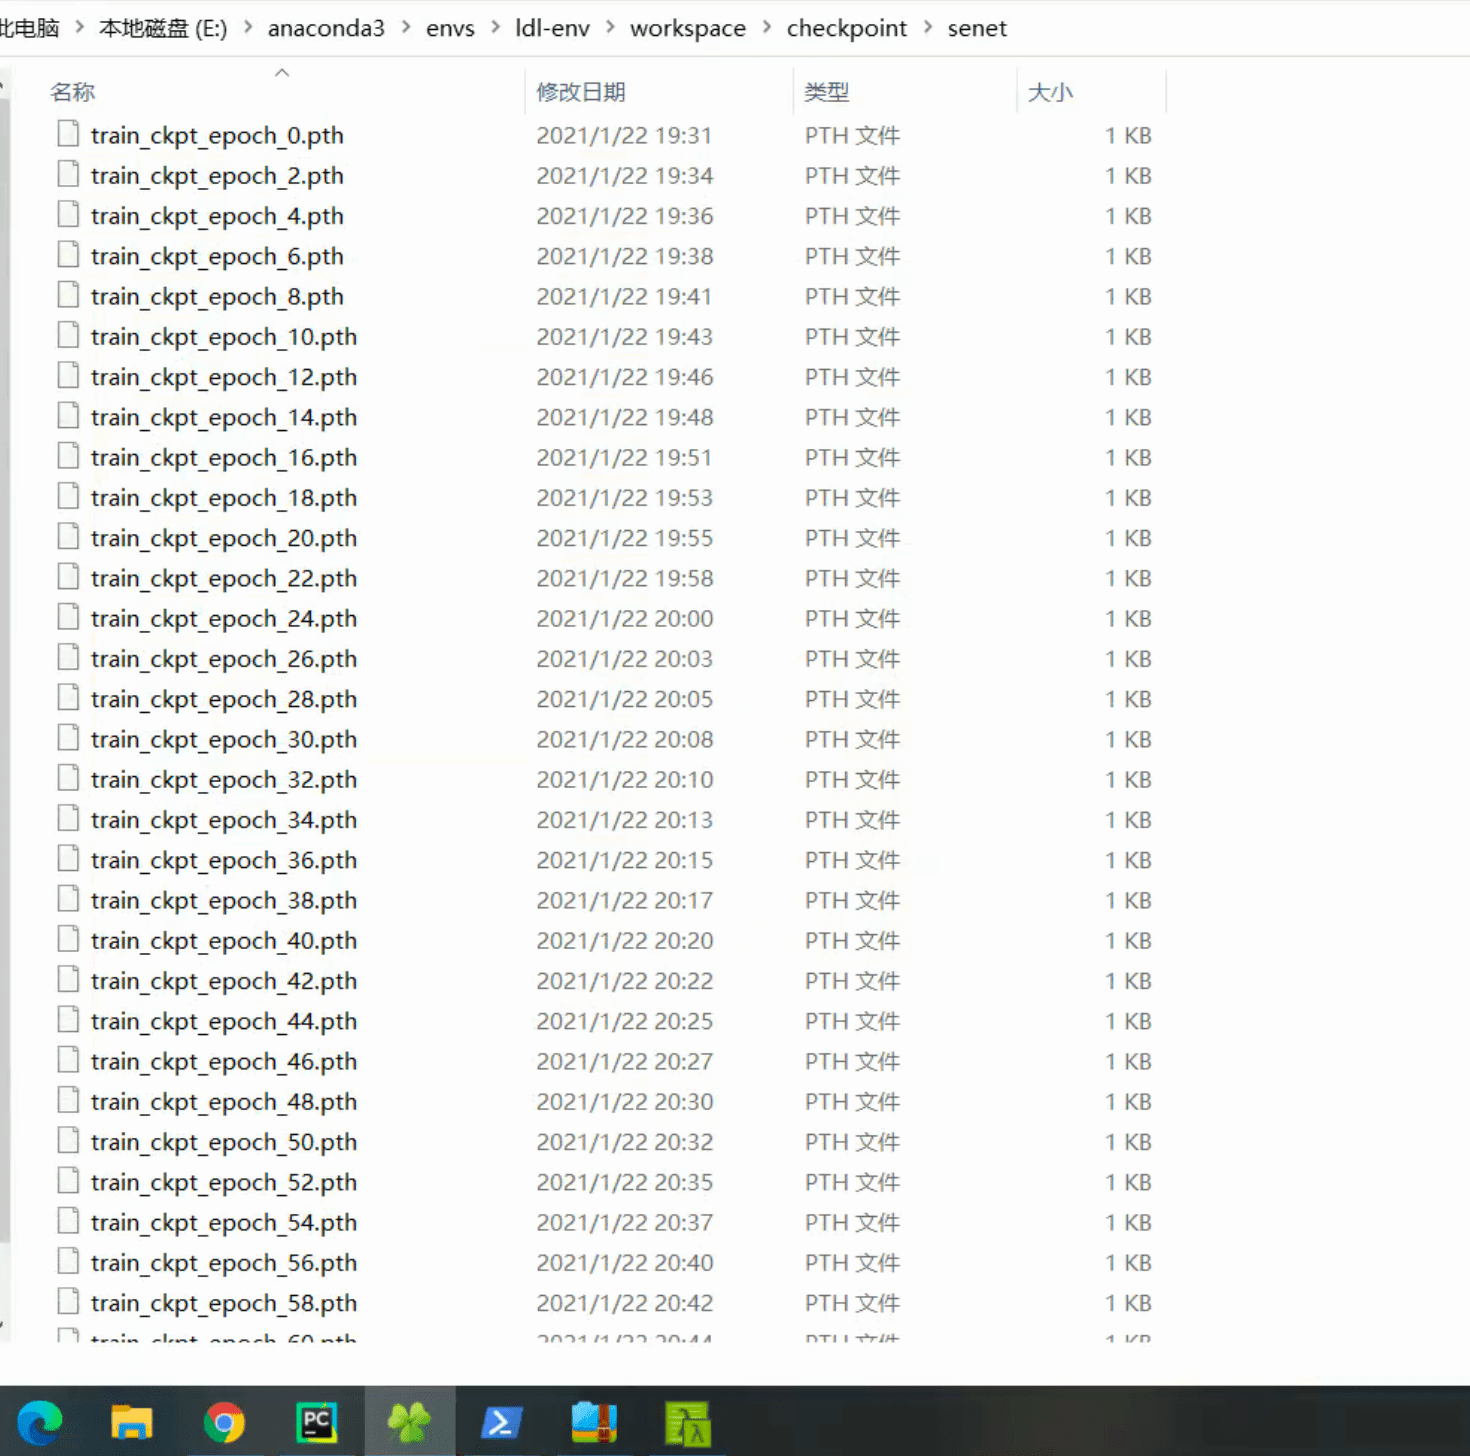 此电脑 > 本地磁盘 (E:) > anaconda3 > envs > ldl-env > workspace > checkpoint > senet
名称 修改日期 类型 大小
train_ckpt_epoch_0.pth 2021/1/22 19:31 PTH 文件 1 KB
train_ckpt_epoch_2.pth 2021/1/22 19:34 PTH 文件 1 KB
train_ckpt_epoch_4.pth 2021/1/22 19:36 PTH 文件 1 KB
train_ckpt_epoch_6.pth 2021/1/22 19:38 PTH 文件 1 KB
train_ckpt_epoch_8.pth 2021/1/22 19:41 PTH 文件 1 KB
train_ckpt_epoch_10.pth 2021/1/22 19:43 PTH 文件 1 KB
train_ckpt_epoch_12.pth 2021/1/22 19:46 PTH 文件 1 KB
train_ckpt_epoch_14.pth 2021/1/22 19:48 PTH 文件 1 KB
train_ckpt_epoch_16.pth 2021/1/22 19:51 PTH 文件 1 KB
train_ckpt_epoch_18.pth 2021/1/22 19:53 PTH 文件 1 KB
train_ckpt_epoch_20.pth 2021/1/22 19:55 PTH 文件 1 KB
train_ckpt_epoch_22.pth 2021/1/22 19:58 PTH 文件 1 KB
train_ckpt_epoch_24.pth 2021/1/22 20:00 PTH 文件 1 KB
train_ckpt_epoch_26.pth 2021/1/22 20:03 PTH 文件 1 KB
train_ckpt_epoch_28.pth 2021/1/22 20:05 PTH 文件 1 KB
train_ckpt_epoch_30.pth 2021/1/22 20:08 PTH 文件 1 KB
train_ckpt_epoch_32.pth 2021/1/22 20:10 PTH 文件 1 KB
train_ckpt_epoch_34.pth 2021/1/22 20:13 PTH 文件 1 KB
train_ckpt_epoch_36.pth 2021/1/22 20:15 PTH 文件 1 KB
train_ckpt_epoch_38.pth 2021/1/22 20:17 PTH 文件 1 KB
train_ckpt_epoch_40.pth 2021/1/22 20:20 PTH 文件 1 KB
train_ckpt_epoch_42.pth 2021/1/22 20:22 PTH 文件 1 KB
train_ckpt_epoch_44.pth 2021/1/22 20:25 PTH 文件 1 KB
train_ckpt_epoch_46.pth 2021/1/22 20:27 PTH 文件 1 KB
train_ckpt_epoch_48.pth 2021/1/22 20:30 PTH 文件 1 KB
train_ckpt_epoch_50.pth 2021/1/22 20:32 PTH 文件 1 KB
train_ckpt_epoch_52.pth 2021/1/22 20:35 PTH 文件 1 KB
train_ckpt_epoch_54.pth 2021/1/22 20:37 PTH 文件 1 KB
train_ckpt_epoch_56.pth 2021/1/22 20:40 PTH 文件 1 KB
train_ckpt_epoch_58.pth 2021/1/22 20:42 PTH 文件 1 KB
train_ckpt_epoch_60.pth 2021/1/22 20:44 PTH 文件 1 KB
PC